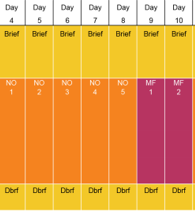 Day Day Day Day Day Day Day
4 5 6 7 8 9 10
Brief Brief Brief Brief Brief Brief Brief
NO NO NO NO NO MF MF
1 2 3 4 5 1 2
Dbrf Dbrf Dbrf Dbrf Dbrf Dbrf Dbrf